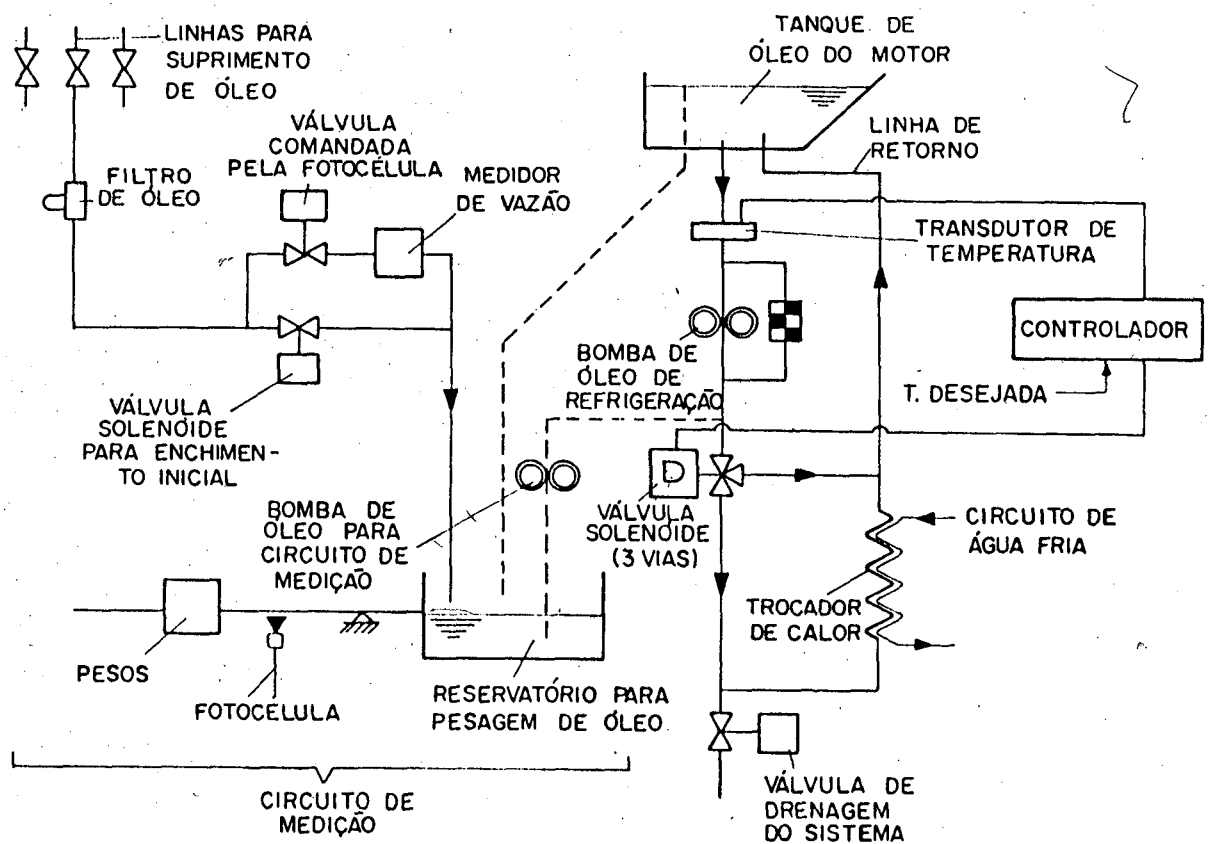 LINHAS PARA
SUPRIMENTO
DE ÓLEO
TANQUE DE
ÓLEO DO MOTOR
VÁLVULA
COMANDADA
PELA FOTOCÉLULA
MEDIDOR
DE VAZÃO
LINHA DE
RETORNO
FILTRO
DE ÓLEO
TRANSDUTOR DE
TEMPERATURA
CONTROLADOR
T. DESEJADA
BOMBA DE
ÓLEO DE
REFRIGERAÇÃO
VÁLVULA
SOLENOIDE
PARA ENCHIMEN-
TO INICIAL
BOMBA DE
ÓLEO PARA
CIRCUITO DE
MEDIÇÃO
D
VÁLVULA
SOLENÓIDE
(3 VIAS)
CIRCUITO DE
ÁGUA FRIA
TROCADOR
DE CALOR
PESOS
FOTOCÉLULA
RESERVATÓRIO PARA
PESAGEM DE ÓLEO
CIRCUITO DE
MEDIÇÃO
VÁLVULA DE
DRENAGEM
DO SISTEMA